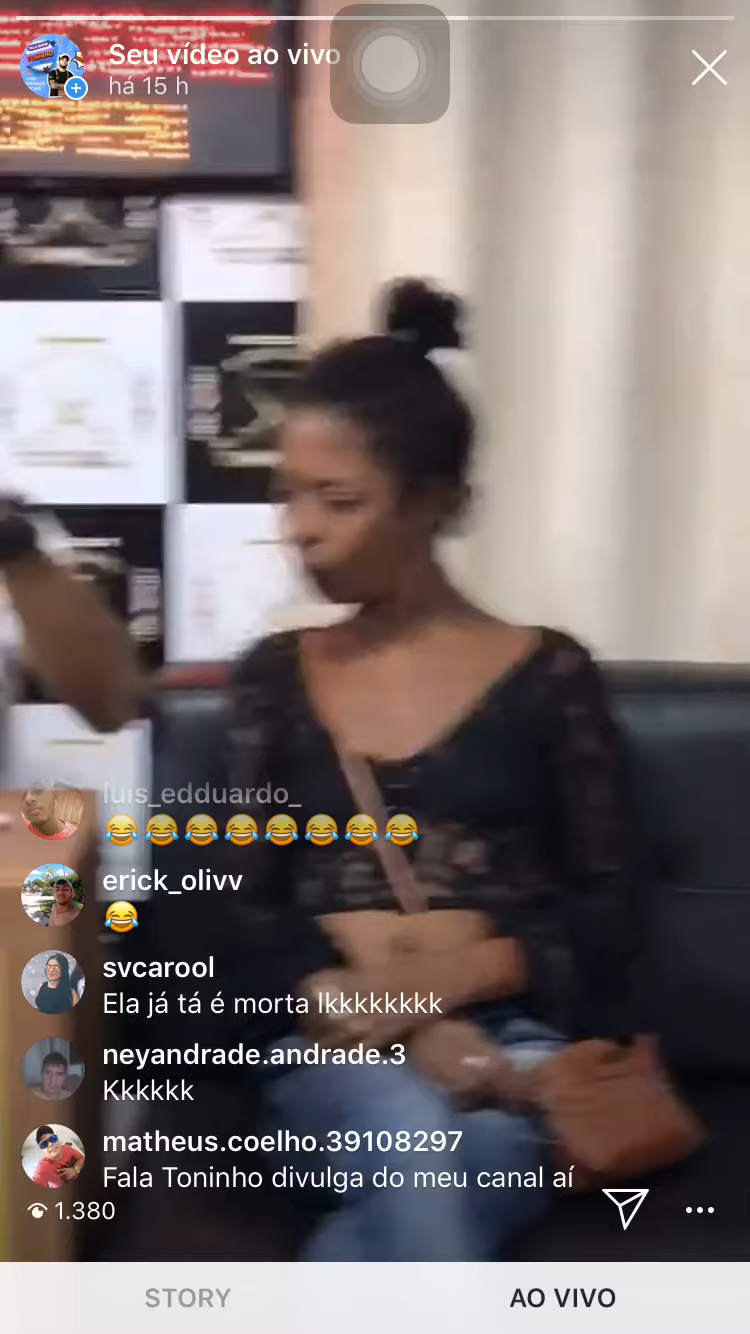 Seu vídeo ao vivo
há 15 h
luis_edduardo_
😂😂😂😂😂😂😂😂
erick_olivv
😂
svcarool
Ela já tá é morta lkkkkkkkk
neyandrade.andrade.3
Kkkkkk
matheus.coelho.39108297
Fala Toninho divulga do meu canal aí
1.380
STORY
AO VIVO